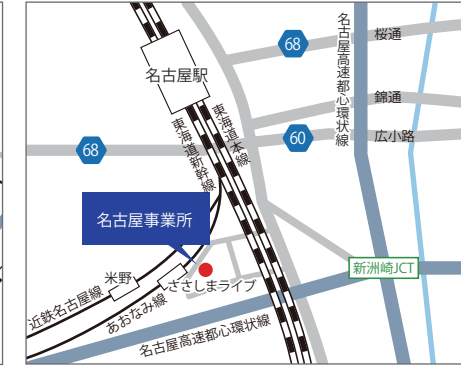 68
桜通
名古屋高速都心環状線
名古屋駅
錦通
68
60
広小路
東海道新幹線
東海道本線
名古屋事業所
新洲崎JCT
米野
ささしまライブ
近鉄名古屋線
あおなみ線
名古屋高速都心環状線